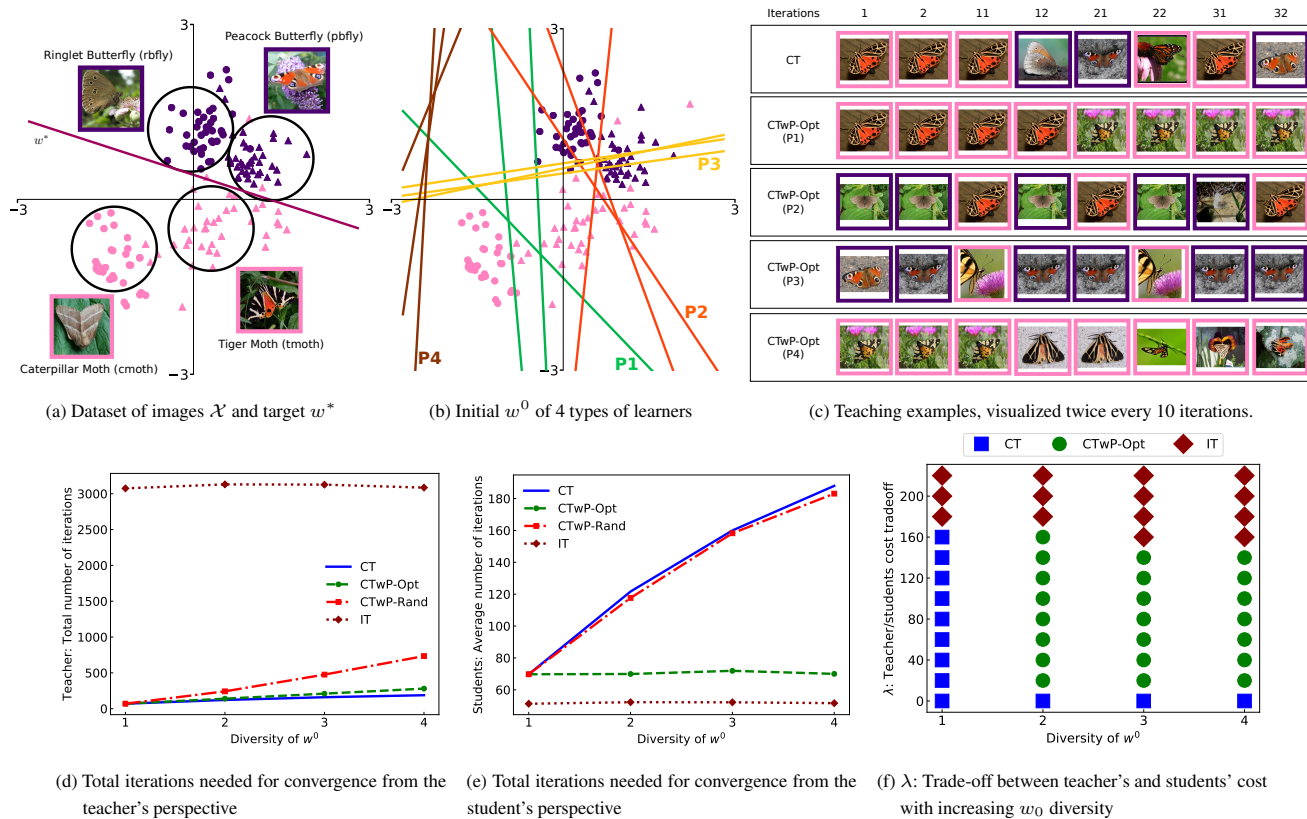 3
Ringlet Butterfly (rbfly)
Peacock Butterfly (pbfly)
w*
−3
3
Caterpillar Moth (cmoth)
Tiger Moth (tmoth)
−3
(a) Dataset of images X and target w*
3
P3
−3
3
P2
P4
P1
−3
(b) Initial w⁰ of 4 types of learners
Iterations 1 2 11 12 21 22 31 32
CT
CTwP-Opt
(P1)
CTwP-Opt
(P2)
CTwP-Opt
(P3)
CTwP-Opt
(P4)
(c) Teaching examples, visualized twice every 10 iterations.
Teacher: Total number of iterations
3000
2500
2000
1500
1000
500
0
CT
CTwP-Opt
CTwP-Rand
IT
1 2 3 4
Diversity of w⁰
(d) Total iterations needed for convergence from the
teacher's perspective
Students: Average number of iterations
180
160
140
120
100
80
60
CT
CTwP-Opt
CTwP-Rand
IT
1 2 3 4
Diversity of w⁰
(e) Total iterations needed for convergence from the
student's perspective
CT CTwP-Opt IT
λ: Teacher/students cost tradeoff
200
160
120
80
40
0
1 2 3 4
Diversity of w⁰
(f) λ: Trade-off between teacher's and students' cost
with increasing w₀ diversity